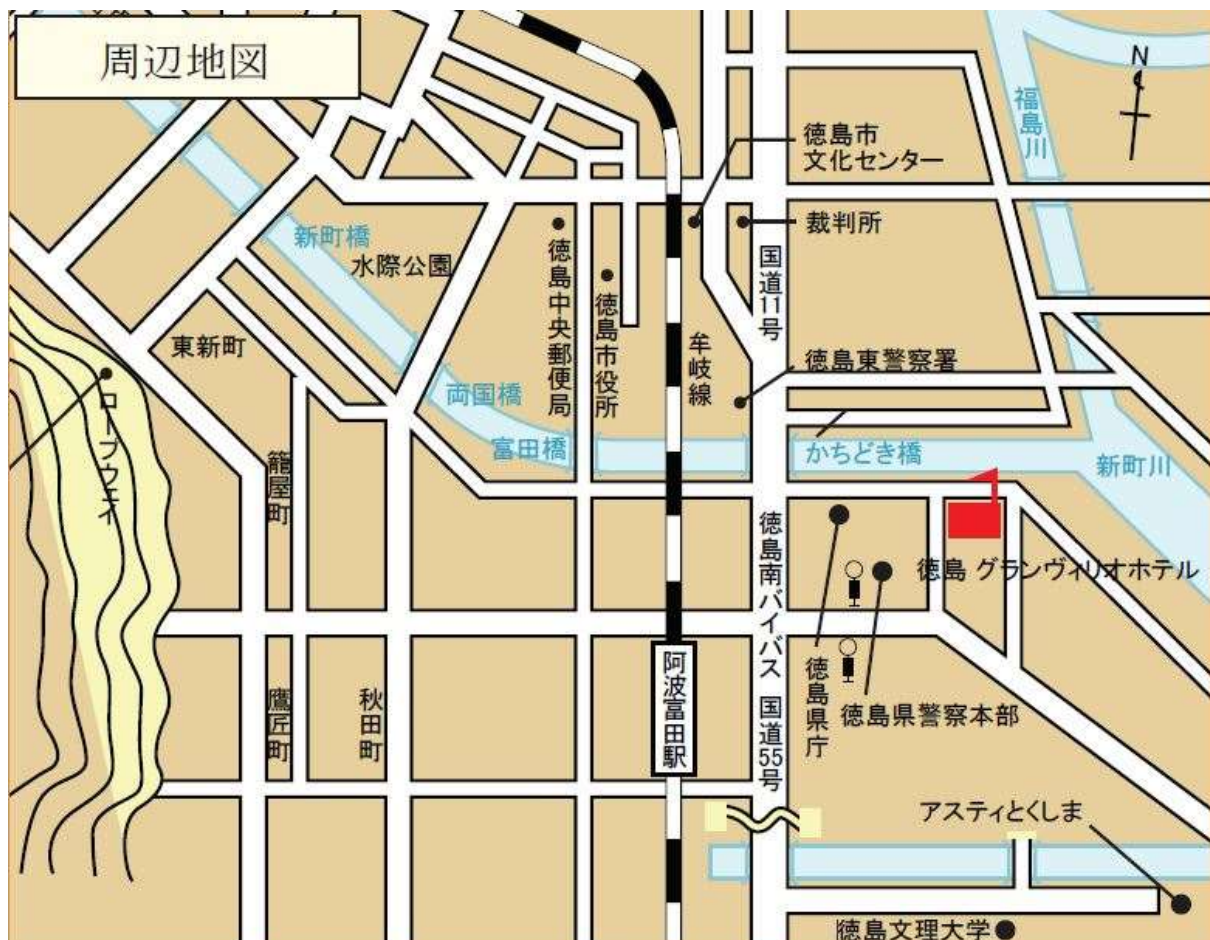 周辺地図
N
福島川
徳島市
文化センター
裁判所
新町橋
水際公園
国道11号
徳島中央郵便局
徳島市役所
東新町
牟岐線
徳島東警察署
両国橋
ロープウェイ
富田橋
かちどき橋
新町川
籠屋町
徳島南バイパス 国道55号
徳島 グランヴィリオホテル
阿波富田駅
徳島県庁
鷹匠町
秋田町
徳島県警察本部
アスティとくしま
徳島文理大学